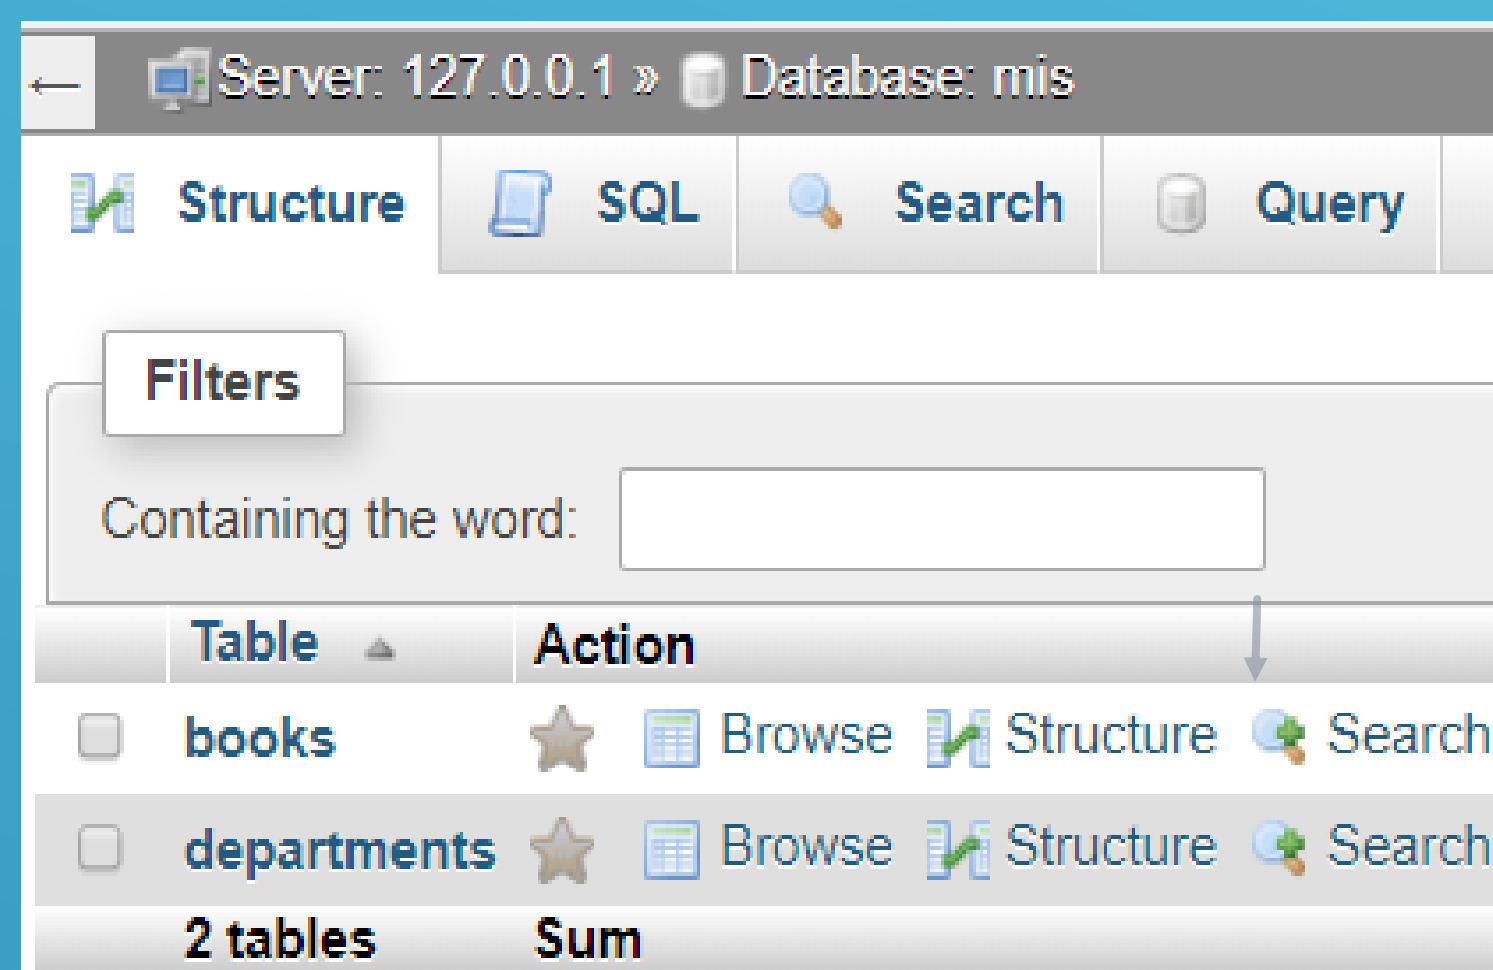 ← Server: 127.0.0.1 » Database: mis
Structure SQL Search Query
Filters
Containing the word:
Table Action
books Browse Structure Search
departments Browse Structure Search
2 tables Sum